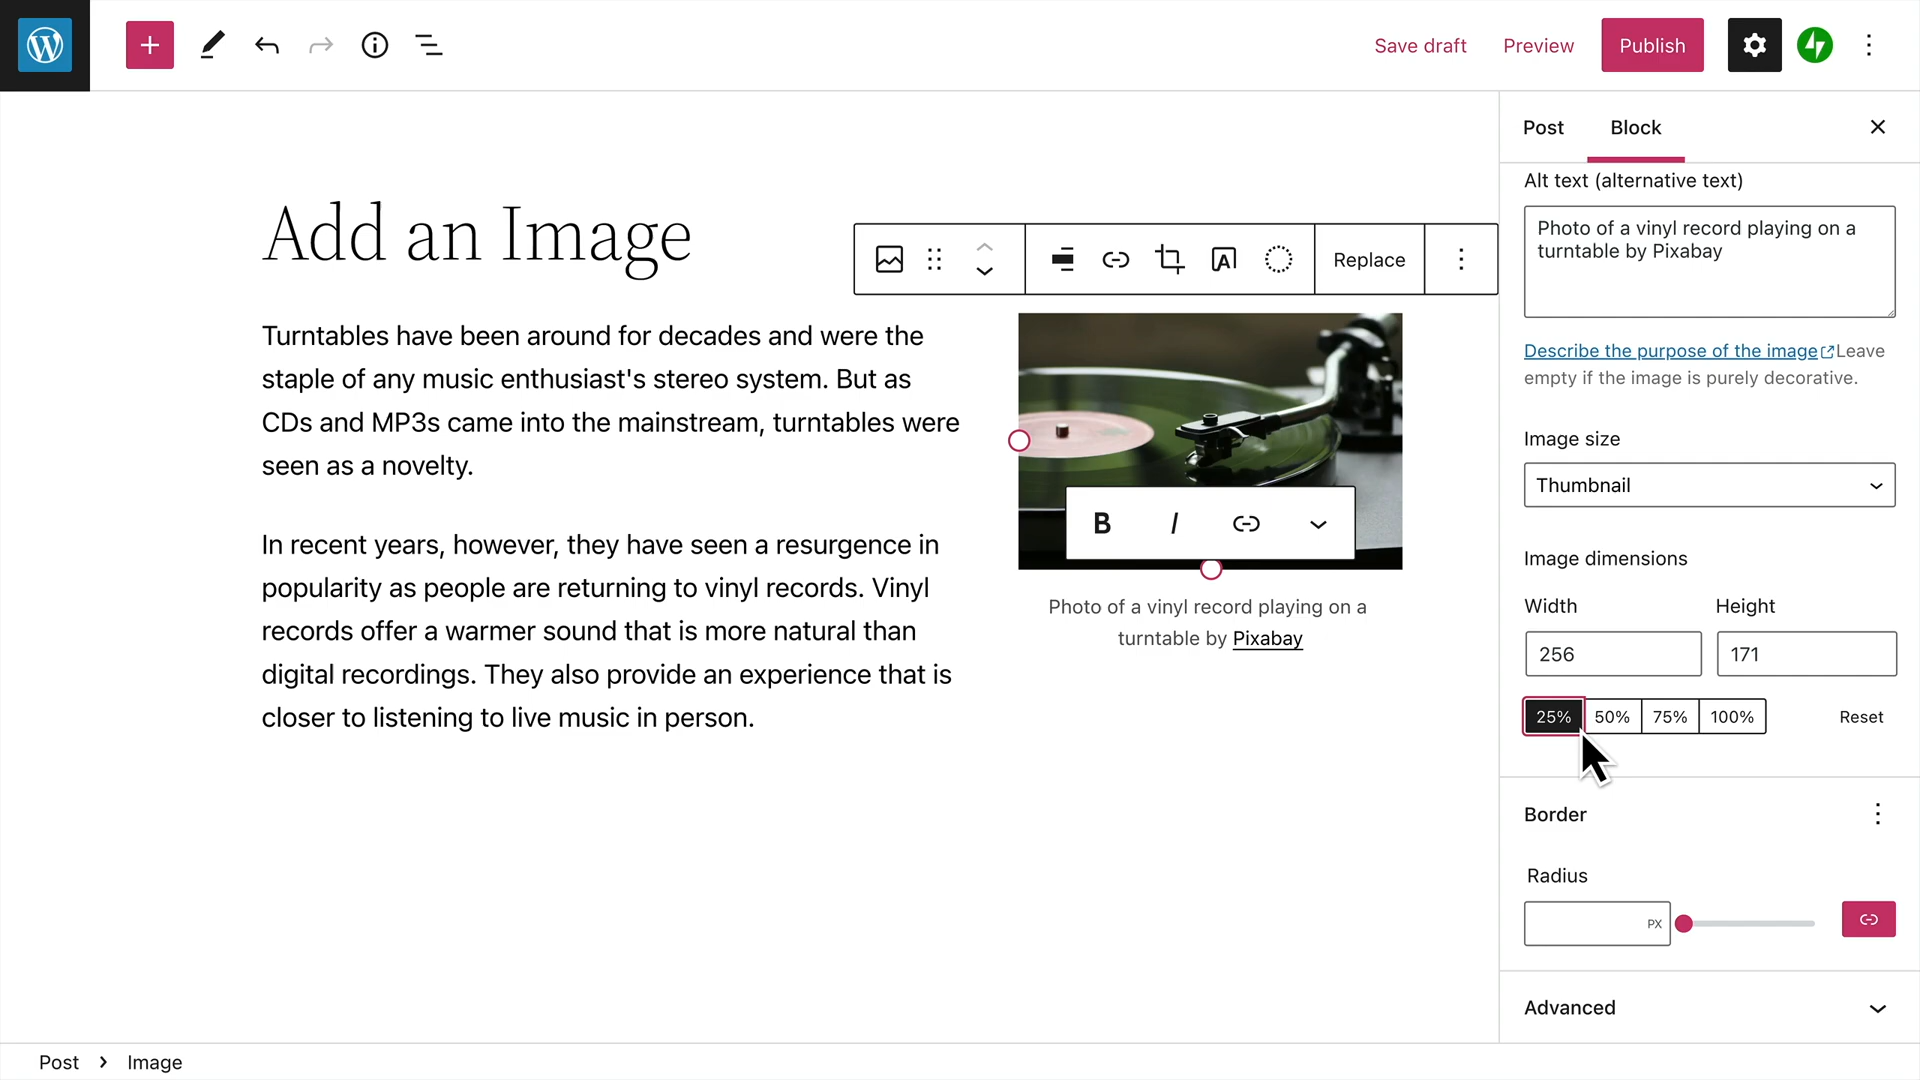 Save draft
Preview
Publish
Post
Block
Add an Image
Replace
Turntables have been around for decades and were the
staple of any music enthusiast's stereo system. But as
CDs and MP3s came into the mainstream, turntables were
seen as a novelty.
In recent years, however, they have seen a resurgence in
popularity as people are returning to vinyl records. Vinyl
records offer a warmer sound that is more natural than
digital recordings. They also provide an experience that is
closer to listening to live music in person.
B I
Photo of a vinyl record playing on a
turntable by Pixabay
Alt text (alternative text)
Photo of a vinyl record playing on a
turntable by Pixabay
Describe the purpose of the image Leave
empty if the image is purely decorative.
Image size
Thumbnail
Image dimensions
Width Height
256 171
25% 50% 75% 100% Reset
Border
Radius
PX
Advanced
Post > Image